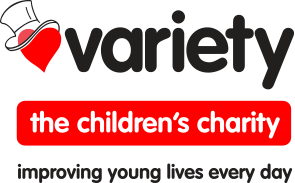 variety
the children's charity
improving young lives every day